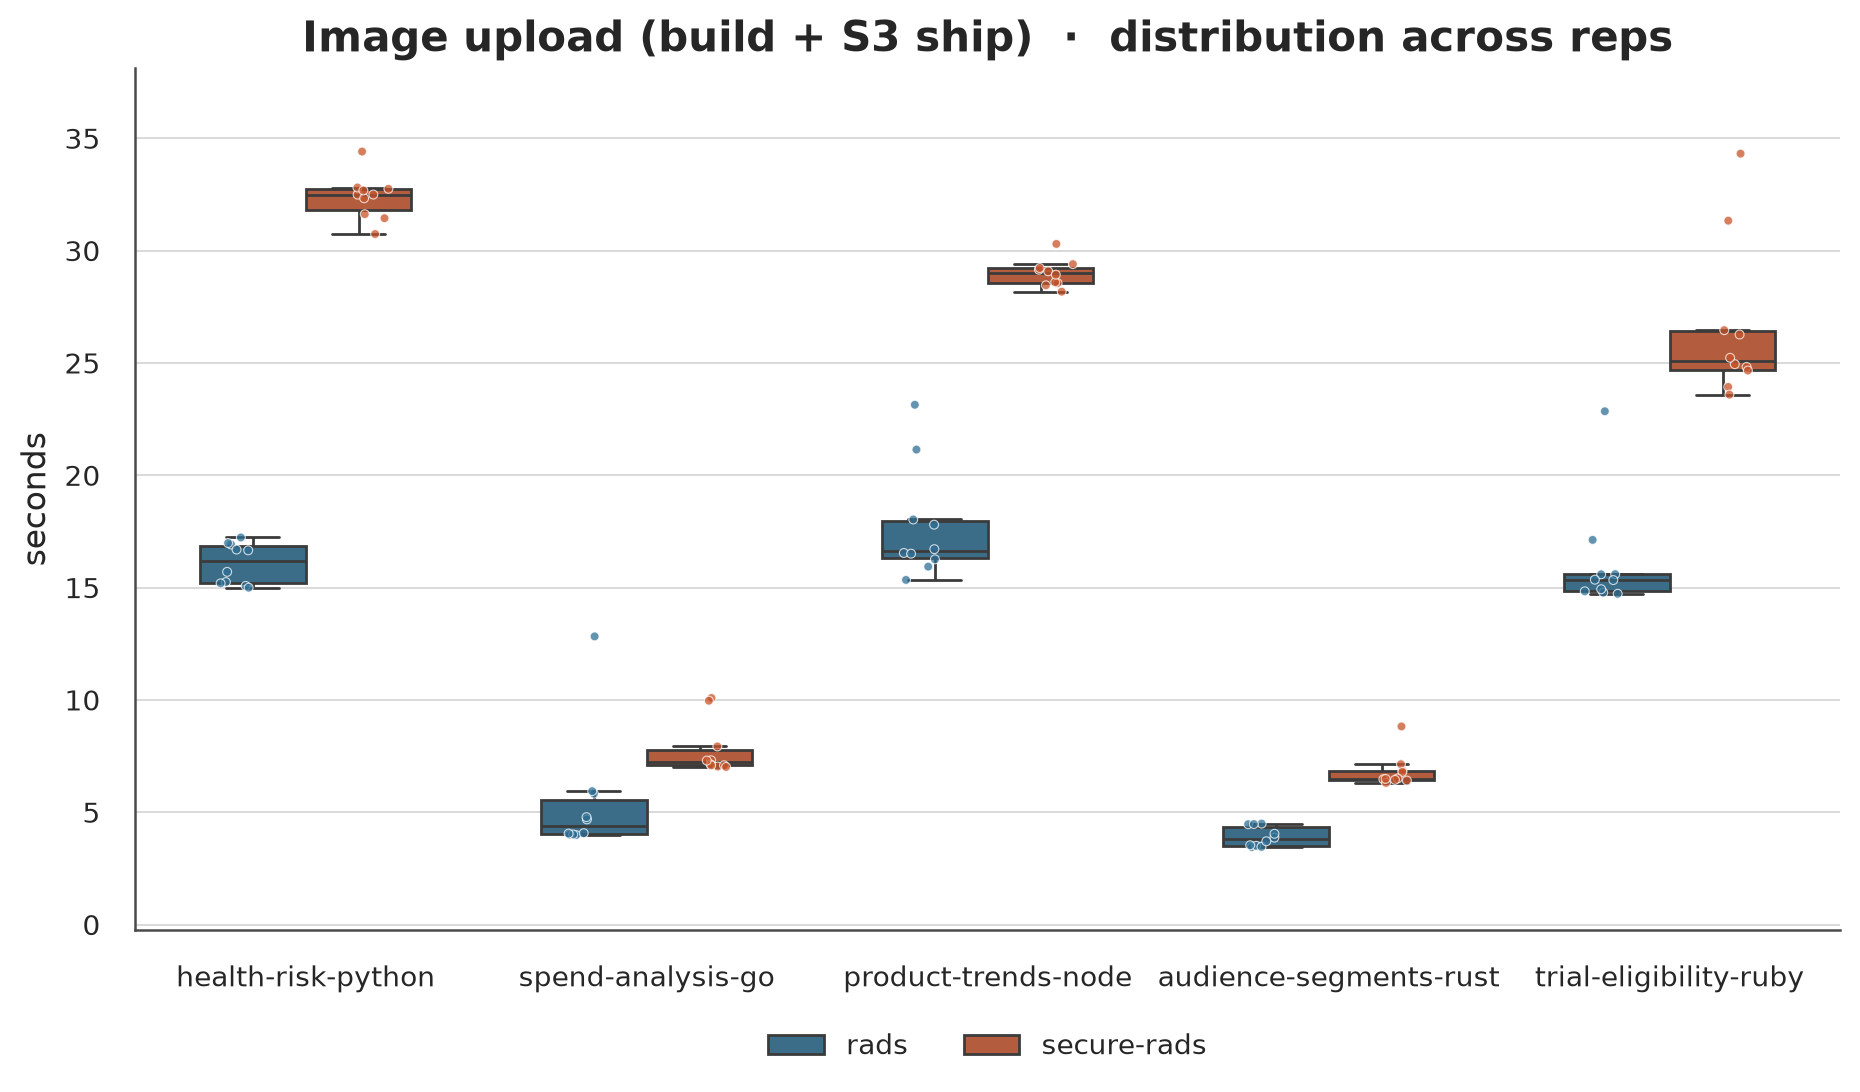 Image upload (build + S3 ship) · distribution across reps
seconds
35
30
25
20
15
10
5
0
health-risk-python
spend-analysis-go
product-trends-node
audience-segments-rust
trial-eligibility-ruby
rads
secure-rads